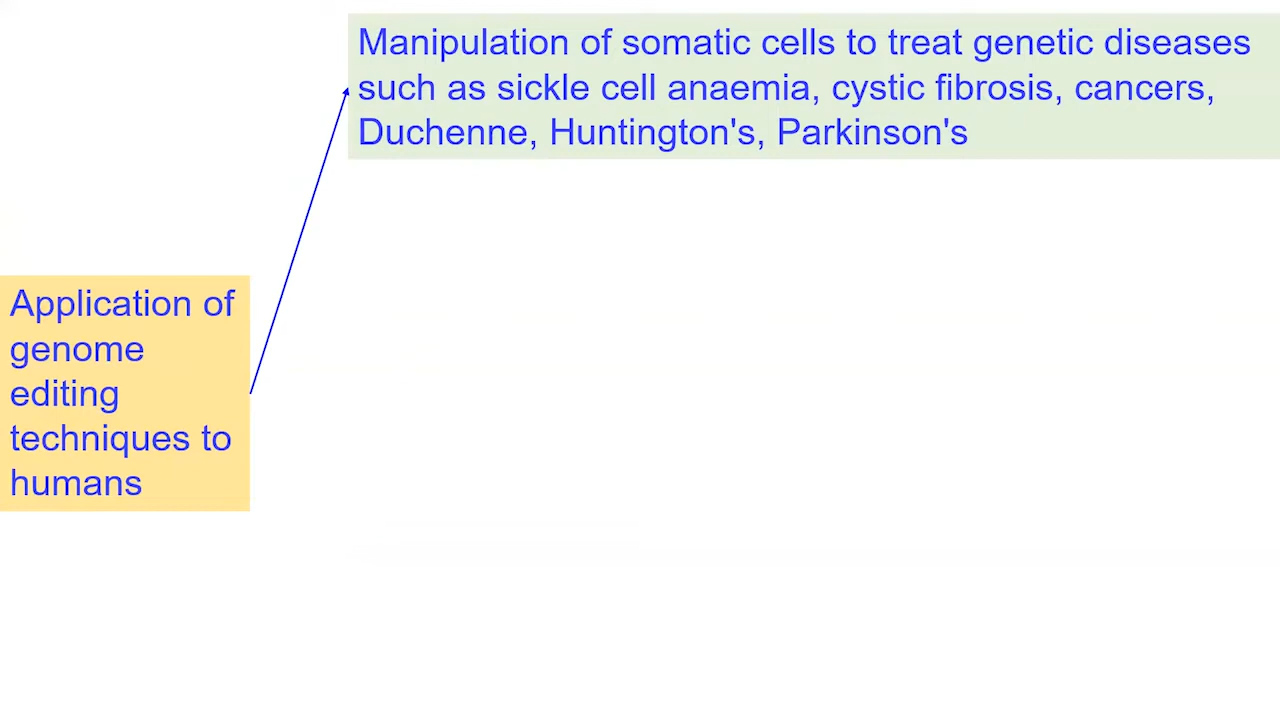 Manipulation of somatic cells to treat genetic diseases
such as sickle cell anaemia, cystic fibrosis, cancers,
Duchenne, Huntington's, Parkinson's
Application of
genome
editing
techniques to
humans